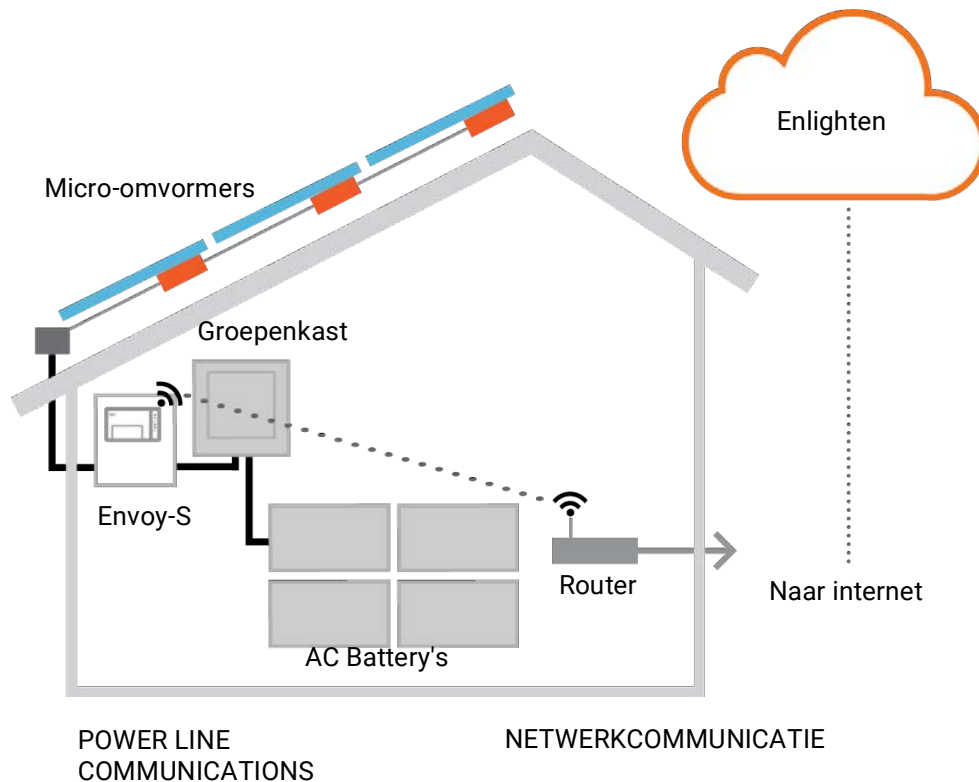 Enlighten
Micro-omvormers
Groepenkast
Envoy-S
Router
Naar internet
AC Battery's
POWER LINE
COMMUNICATIONS
NETWERKCOMMUNICATIE